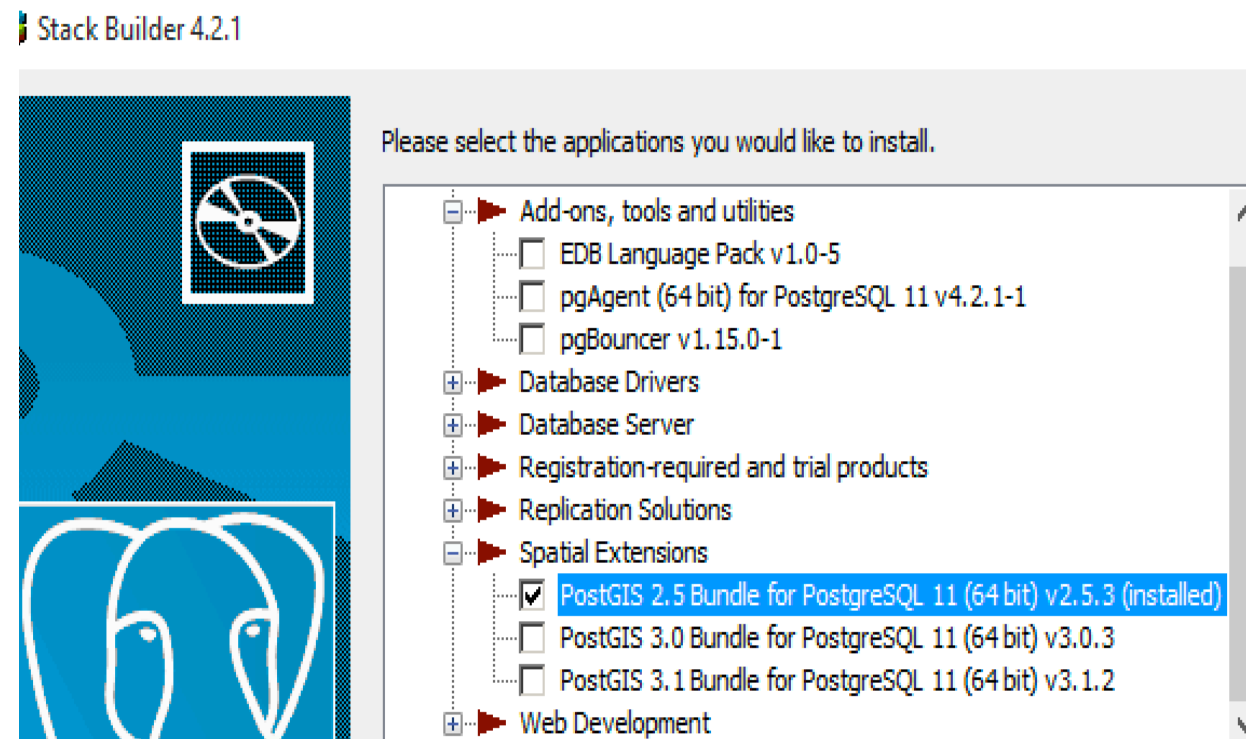 Stack Builder 4.2.1
Please select the applications you would like to install.
Add-ons, tools and utilities
EDB Language Pack v1.0-5
pgAgent (64 bit) for PostgreSQL 11 v4.2.1-1
pgBouncer v1.15.0-1
Database Drivers
Database Server
Registration-required and trial products
Replication Solutions
Spatial Extensions
PostGIS 2.5 Bundle for PostgreSQL 11 (64 bit) v2.5.3 (installed)
PostGIS 3.0 Bundle for PostgreSQL 11 (64 bit) v3.0.3
PostGIS 3.1 Bundle for PostgreSQL 11 (64 bit) v3.1.2
Web Development